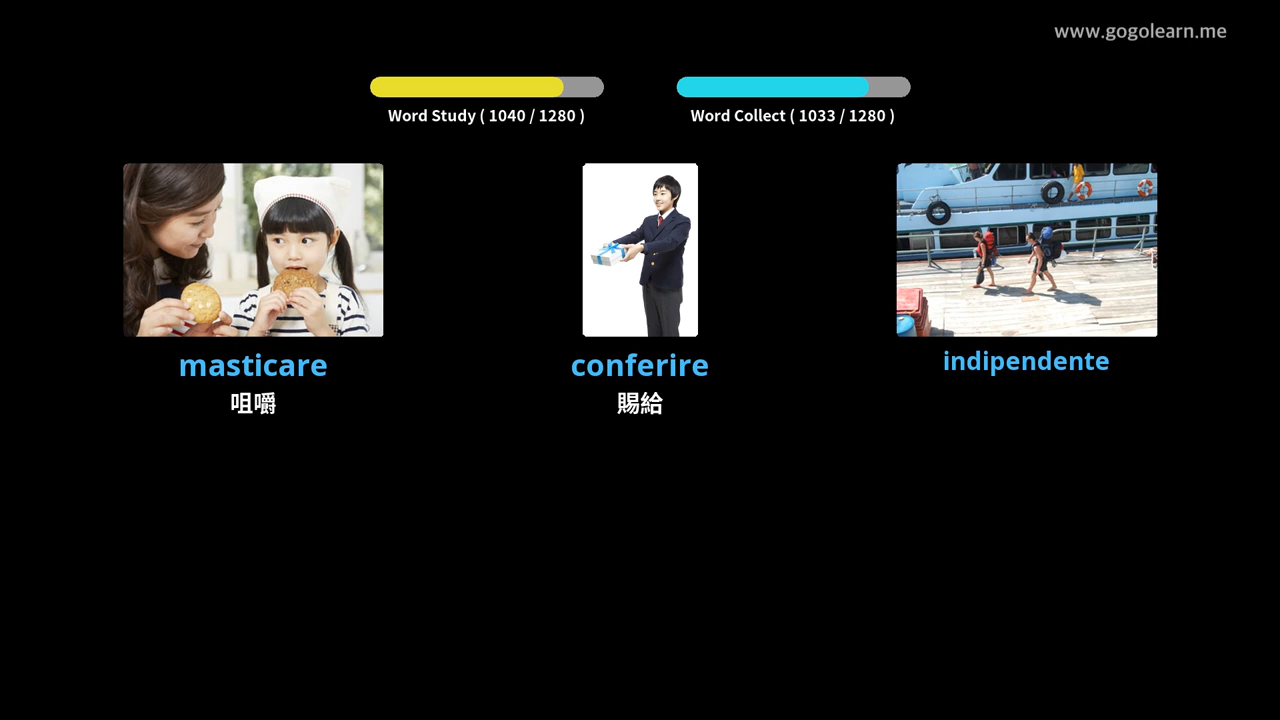 www.gogolearn.me
Word Study ( 1040 / 1280 )
Word Collect ( 1033 / 1280 )
masticare
咀嚼
conferire
賜給
indipendente